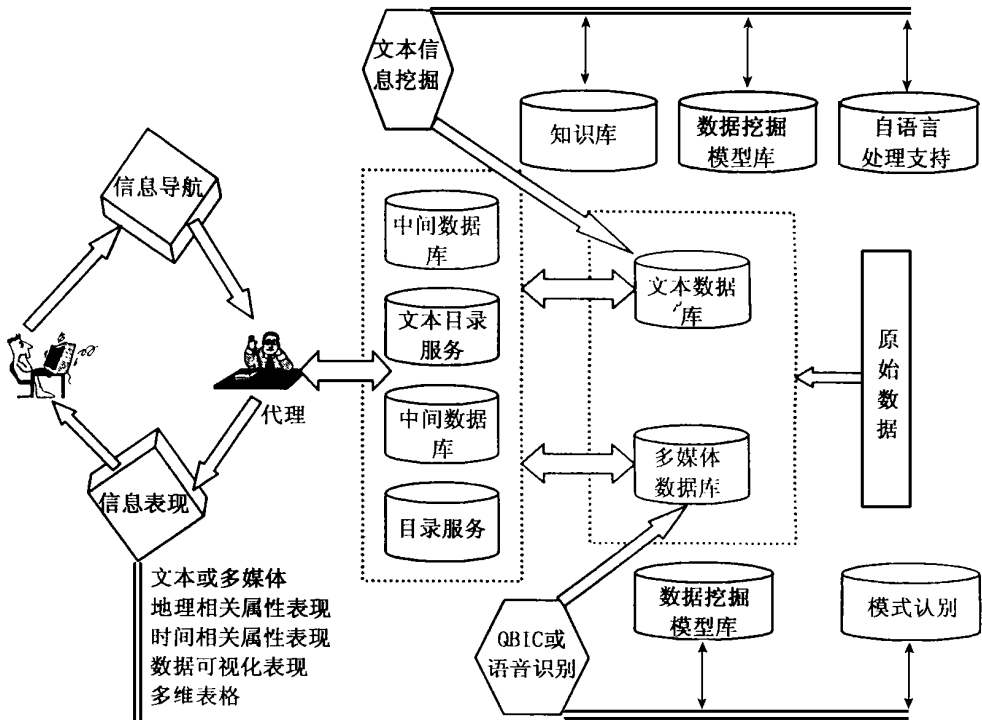 文本信
息挖掘
知识库
数据挖掘
模型库
自语言
处理支持
信息导航
中间数据
库
文本目录
服务
中间数据
库
目录服务
文本数据
库
多媒体
数据库
原
始
数
据
代理
信息表现
文本或多媒体
地理相关属性表现
时间相关属性表现
数据可视化表现
多维表格
QBIC或
语音识别
数据挖掘
模型库
模式认别